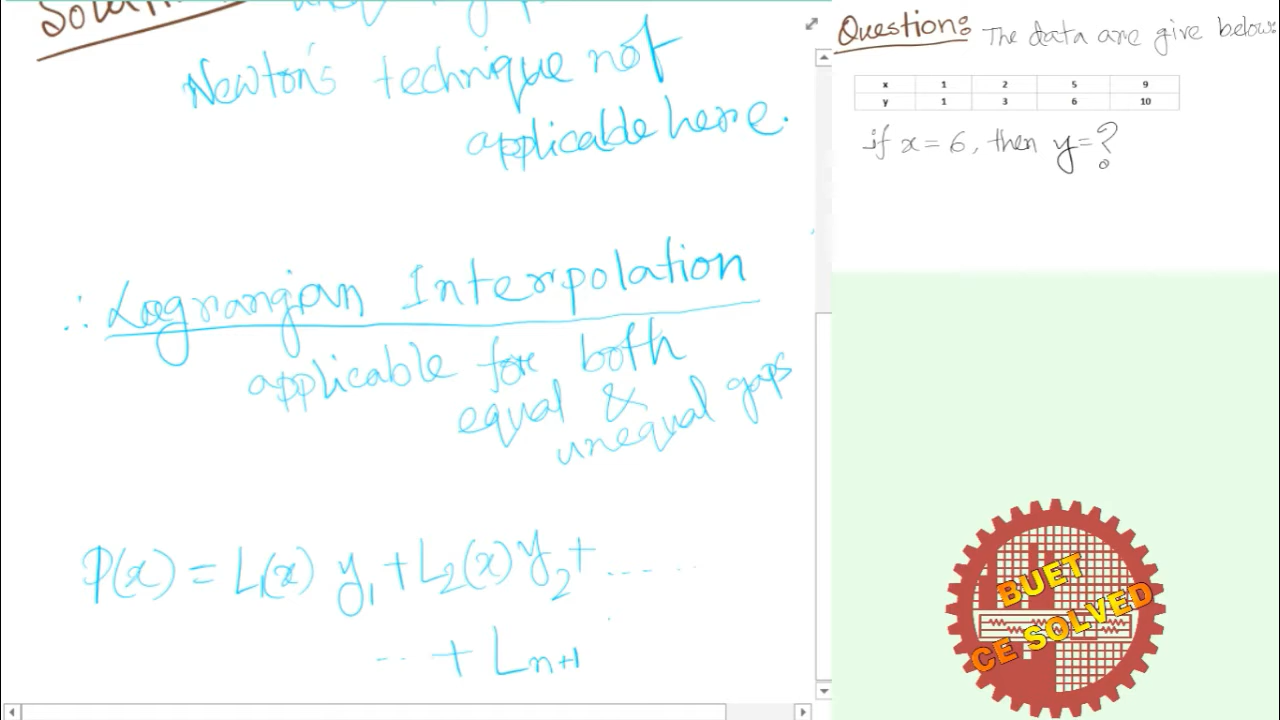 Newton's technique not
applicable here.
∴ Lagrangian Interpolation
applicable for both
equal &
unequal gaps
P(x) = L₁(x) y₁ + L₂(x) y₂ + ......
... + Lₙ₊₁
Question: The data are give below:
x 1 2 5 9
y 1 3 6 10
if x = 6, then y = ?
BUET
CE SOLVED